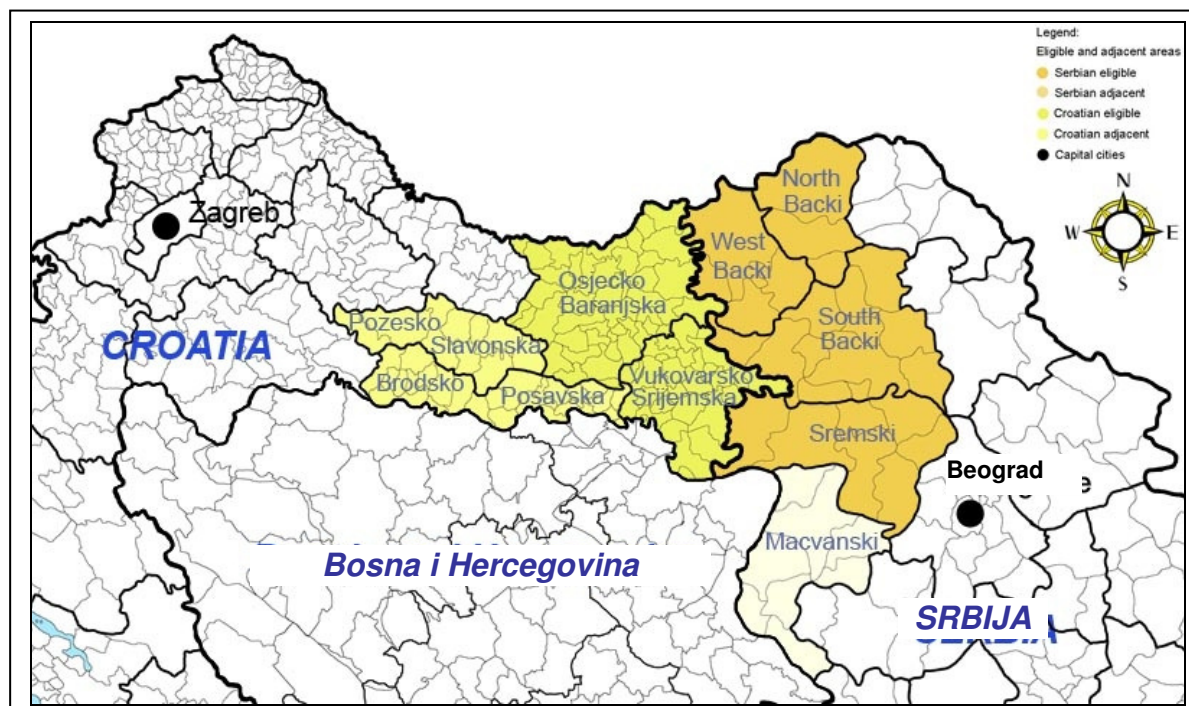 Legend:
Eligible and adjacent areas
Serbian eligible
Serbian adjacent
Croatian eligible
Croatian adjacent
Capital cities
N
W
E
S
North
Backi
West
Backi
Zagreb
Osjecko
Baranjska
South
Backi
Pozesko
Slavonska
CROATIA
Brodsko
Posavska
Vukovarsko
Srijemska
Sremski
Beograd
Macvanski
Bosna i Hercegovina
SRBIJA